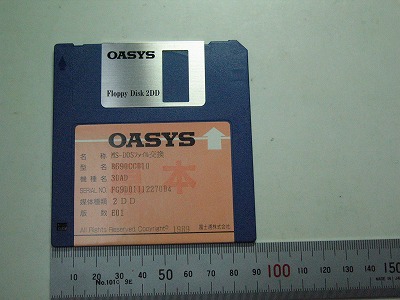 OASYS
Floppy Disk 2DD
OASYS
名 称 MS-DOSファイル交換
型 名
機種名 30AD
SERIAL NO
媒体種類 2DD
版 数 E01
All Rights Reserved, Copyright© 1989 富士通株式会社
10 20 30 40 50 60 70 80 90 100 110 120 130 140 150